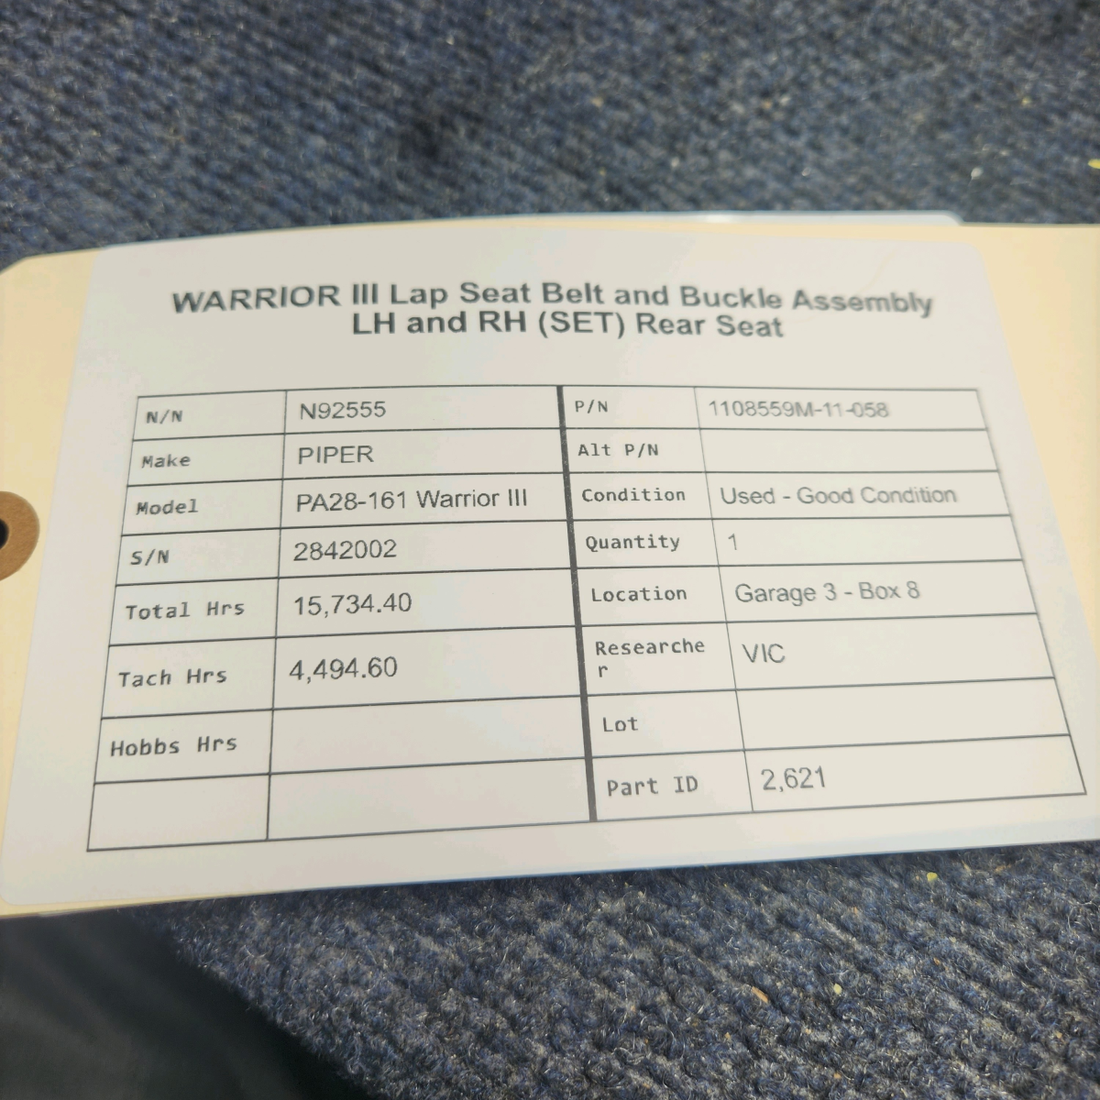 WARRIOR III Lap Seat Belt and Buckle Assembly
LH and RH (SET) Rear Seat
N/N N92555 P/N 1108559M-11-058
Make PIPER Alt P/N
Model PA28-161 Warrior III Condition Used - Good Condition
S/N 2842002 Quantity 1
Total Hrs 15,734.40 Location Garage 3 - Box 8
Tach Hrs 4,494.60 Researche
r VIC
Hobbs Hrs Lot
Part ID 2,621